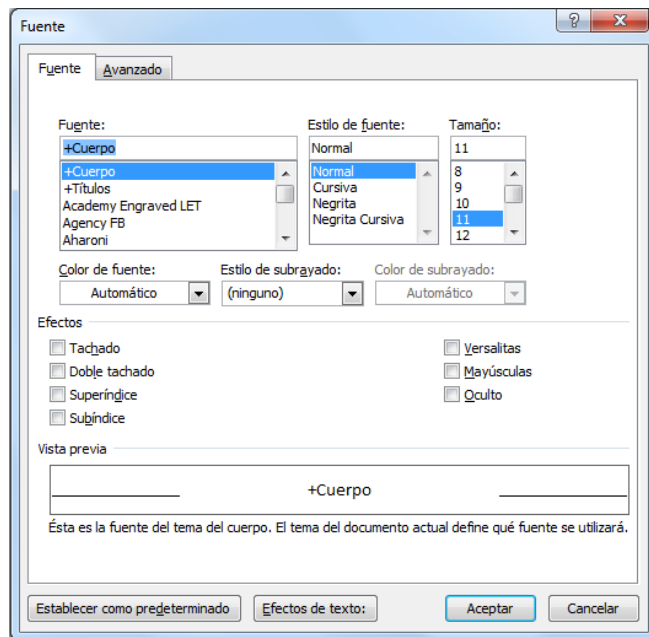 Fuente
?
X
Fuente Avanzado
Fuente: Estilo de fuente: Tamaño:
+Cuerpo Normal 11
+Cuerpo Normal 8
+Títulos Cursiva 9
Academy Engraved LET Negrita 10
Agency FB Negrita Cursiva 11
Aharoni 12
Color de fuente: Estilo de subrayado: Color de subrayado:
Automático (ninguno) Automático
Efectos
Tachado Versalitas
Doble tachado Mayúsculas
Superíndice Oculto
Subíndice
Vista previa
+Cuerpo
Ésta es la fuente del tema del cuerpo. El tema del documento actual define qué fuente se utilizará.
Establecer como predeterminado Efectos de texto: Aceptar Cancelar